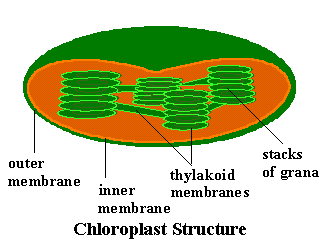 outer
membrane
inner
membrane
thylakoid
membranes
stacks
of grana
Chloroplast Structure